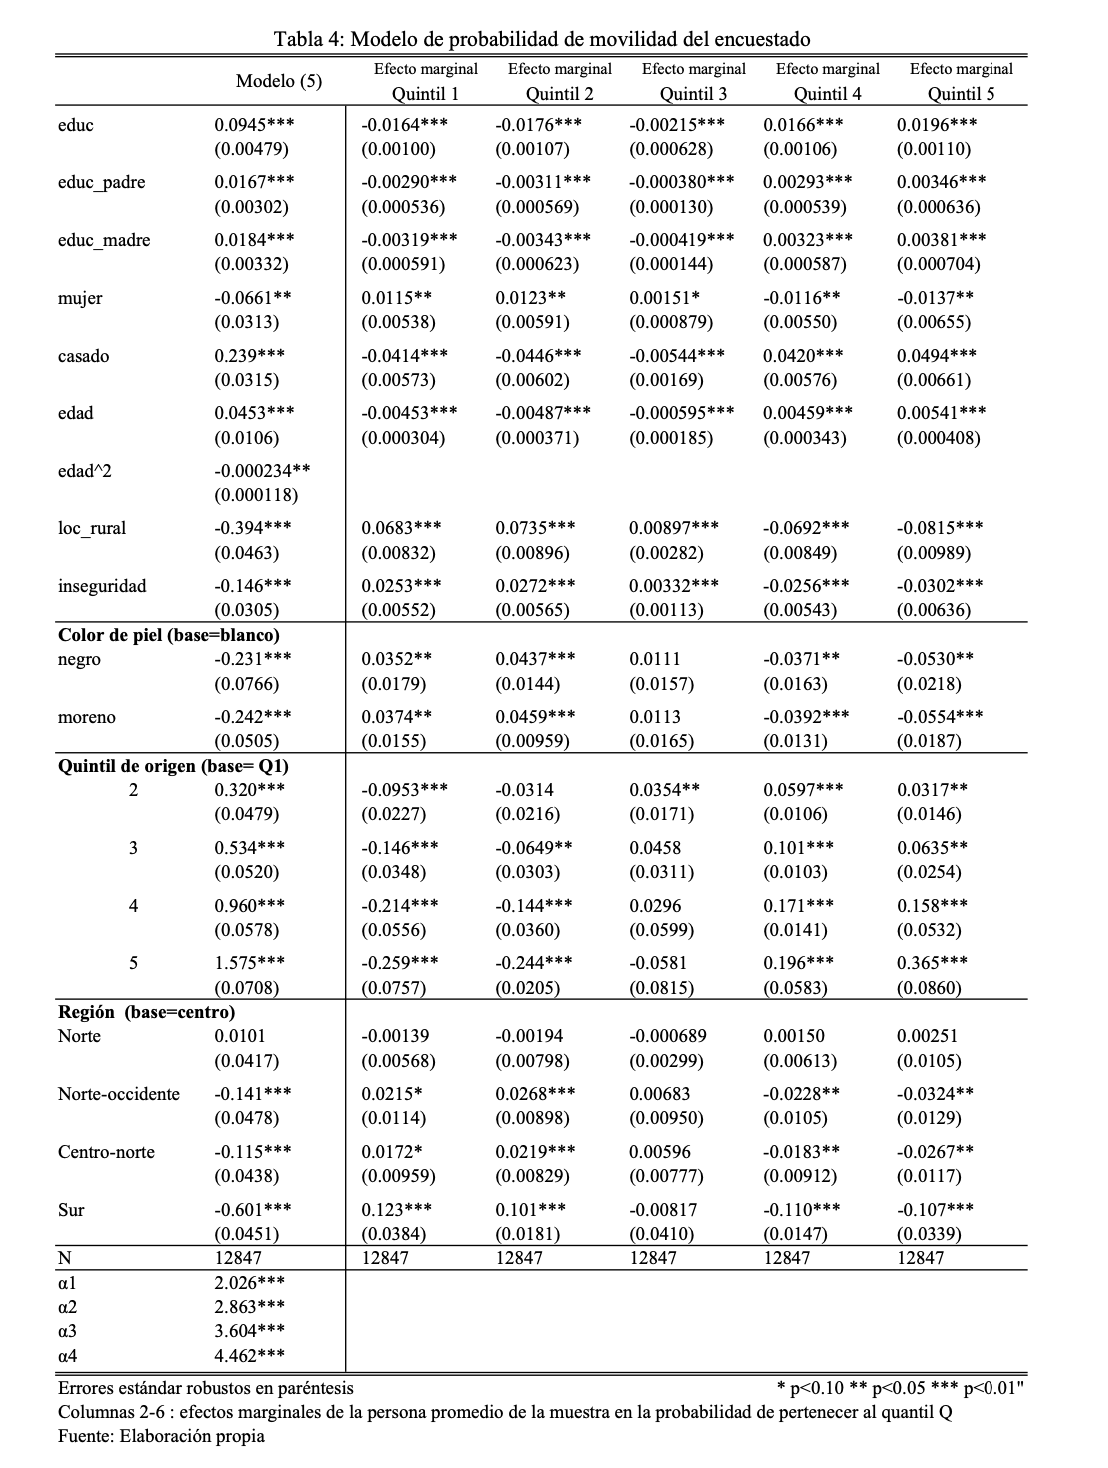 Tabla 4: Modelo de probabilidad de movilidad del encuestado
Modelo (5) Efecto marginal Quintil 1 Efecto marginal Quintil 2 Efecto marginal Quintil 3 Efecto marginal Quintil 4 Efecto marginal Quintil 5
educ 0.0945*** -0.0164*** -0.0176*** -0.00215*** 0.0166*** 0.0196***
(0.00479) (0.00100) (0.00107) (0.000628) (0.00106) (0.00110)
educ_padre 0.0167*** -0.00290*** -0.00311*** -0.000380*** 0.00293*** 0.00346***
(0.00302) (0.000536) (0.000569) (0.000130) (0.000539) (0.000636)
educ_madre 0.0184*** -0.00319*** -0.00343*** -0.000419*** 0.00323*** 0.00381***
(0.00332) (0.000591) (0.000623) (0.000144) (0.000587) (0.000704)
mujer -0.0661** 0.0115** 0.0123** 0.00151* -0.0116** -0.0137**
(0.0313) (0.00538) (0.00591) (0.000879) (0.00550) (0.00655)
casado 0.239*** -0.0414*** -0.0446*** -0.00544*** 0.0420*** 0.0494***
(0.0315) (0.00573) (0.00602) (0.00169) (0.00576) (0.00661)
edad 0.0453*** -0.00453*** -0.00487*** -0.000595*** 0.00459*** 0.00541***
(0.0106) (0.000304) (0.000371) (0.000185) (0.000343) (0.000408)
edad^2 -0.000234**
(0.000118)
loc_rural -0.394*** 0.0683*** 0.0735*** 0.00897*** -0.0692*** -0.0815***
(0.0463) (0.00832) (0.00896) (0.00282) (0.00849) (0.00989)
inseguridad -0.146*** 0.0253*** 0.0272*** 0.00332*** -0.0256*** -0.0302***
(0.0305) (0.00552) (0.00565) (0.00113) (0.00543) (0.00636)
Color de piel (base=blanco)
negro -0.231*** 0.0352** 0.0437*** 0.0111 -0.0371** -0.0530**
(0.0766) (0.0179) (0.0144) (0.0157) (0.0163) (0.0218)
moreno -0.242*** 0.0374** 0.0459*** 0.0113 -0.0392*** -0.0554***
(0.0505) (0.0155) (0.00959) (0.0165) (0.0131) (0.0187)
Quintil de origen (base= Q1)
2 0.320*** -0.0953*** -0.0314 0.0354** 0.0597*** 0.0317**
(0.0479) (0.0227) (0.0216) (0.0171) (0.0106) (0.0146)
3 0.534*** -0.146*** -0.0649** 0.0458 0.101*** 0.0635**
(0.0520) (0.0348) (0.0303) (0.0311) (0.0103) (0.0254)
4 0.960*** -0.214*** -0.144*** 0.0296 0.171*** 0.158***
(0.0578) (0.0556) (0.0360) (0.0599) (0.0141) (0.0532)
5 1.575*** -0.259*** -0.244*** -0.0581 0.196*** 0.365***
(0.0708) (0.0757) (0.0205) (0.0815) (0.0583) (0.0860)
Región (base=centro)
Norte 0.0101 -0.00139 -0.00194 -0.000689 0.00150 0.00251
(0.0417) (0.00568) (0.00798) (0.00299) (0.00613) (0.0105)
Norte-occidente -0.141*** 0.0215* 0.0268*** 0.00683 -0.0228** -0.0324**
(0.0478) (0.0114) (0.00898) (0.00950) (0.0105) (0.0129)
Centro-norte -0.115*** 0.0172* 0.0219*** 0.00596 -0.0183** -0.0267**
(0.0438) (0.00959) (0.00829) (0.00777) (0.00912) (0.0117)
Sur -0.601*** 0.123*** 0.101*** -0.00817 -0.110*** -0.107***
(0.0451) (0.0384) (0.0181) (0.0410) (0.0147) (0.0339)
N 12847 12847 12847 12847 12847 12847
α1 2.026***
α2 2.863***
α3 3.604***
α4 4.462***
Errores estándar robustos en paréntesis * p<0.10 ** p<0.05 *** p<0.01"
Columnas 2-6 : efectos marginales de la persona promedio de la muestra en la probabilidad de pertenecer al quantil Q
Fuente: Elaboración propia